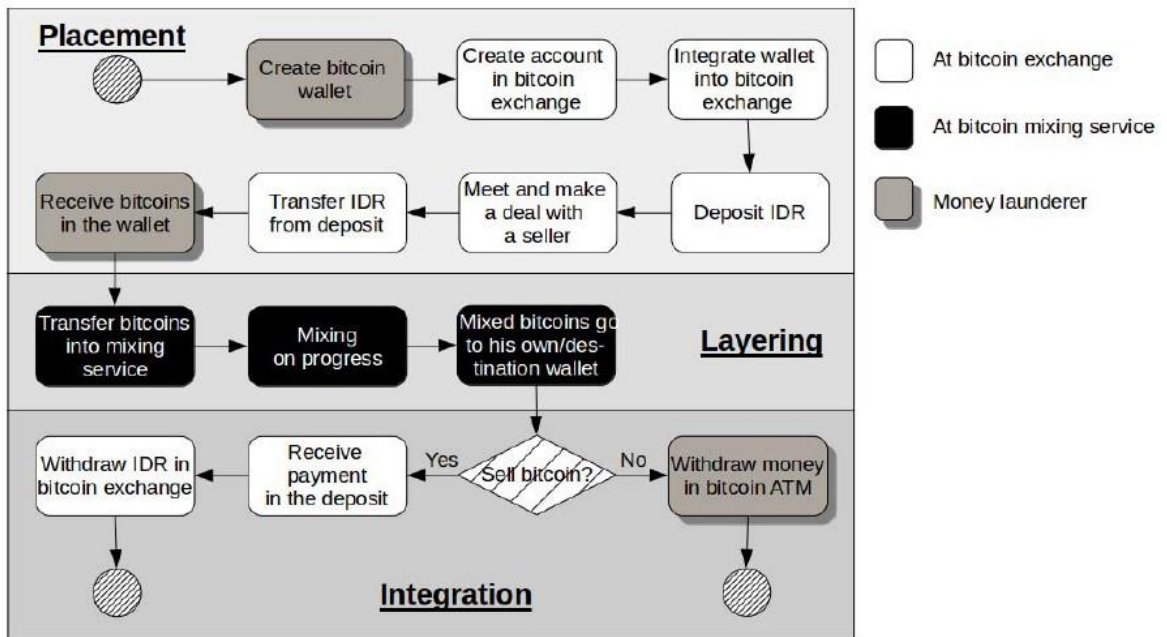 Placement
Create bitcoin
wallet
Create account
in bitcoin
exchange
Integrate wallet
into bitcoin
exchange
Deposit IDR
Meet and make
a deal with
a seller
Transfer IDR
from deposit
Receive bitcoins
in the wallet
Transfer bitcoins
into mixing
service
Mixing
on progress
Mixed bitcoins go
to his own/des-
tination wallet
Layering
Sell bitcoin?
Yes
No
Receive
payment
in the deposit
Withdraw IDR in
bitcoin exchange
Withdraw money
in bitcoin ATM
Integration
At bitcoin exchange
At bitcoin mixing service
Money launderer